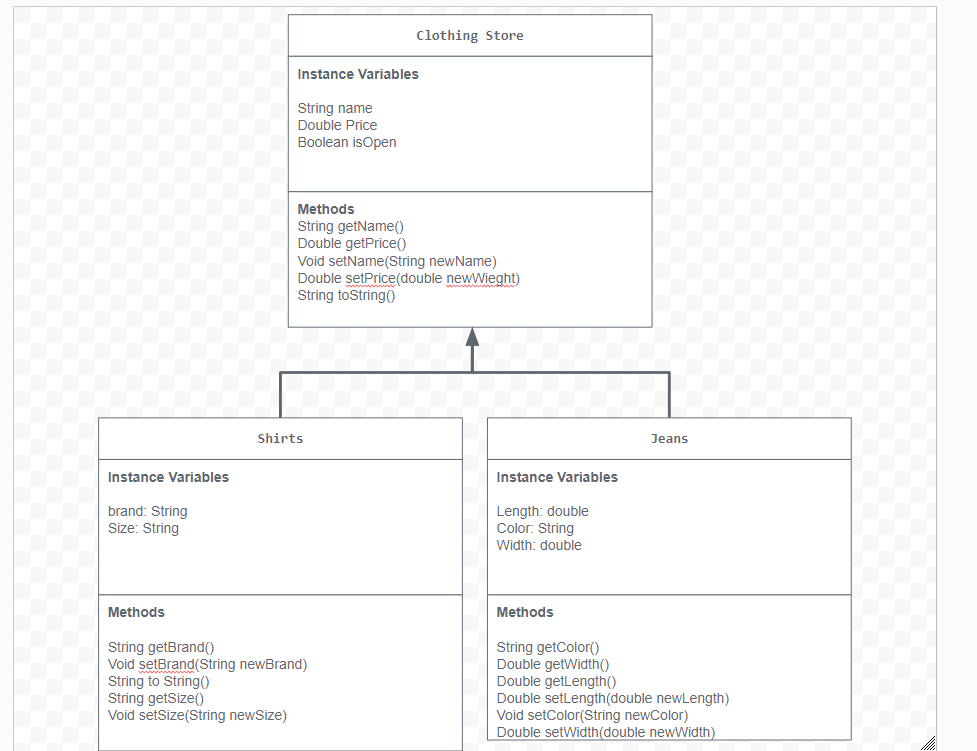 Clothing Store
Instance Variables
String name
Double Price
Boolean isOpen
Methods
String getName()
Double getPrice()
Void setName(String newName)
Double setPrice(double newWieght)
String toString()
Shirts
Instance Variables
brand: String
Size: String
Methods
String getBrand()
Void setBrand(String newBrand)
String to String()
String getSize()
Void setSize(String newSize)
Jeans
Instance Variables
Length: double
Color: String
Width: double
Methods
String getColor()
Double getWidth()
Double getLength()
Double setLength(double newLength)
Void setColor(String newColor)
Double setWidth(double newWidth)